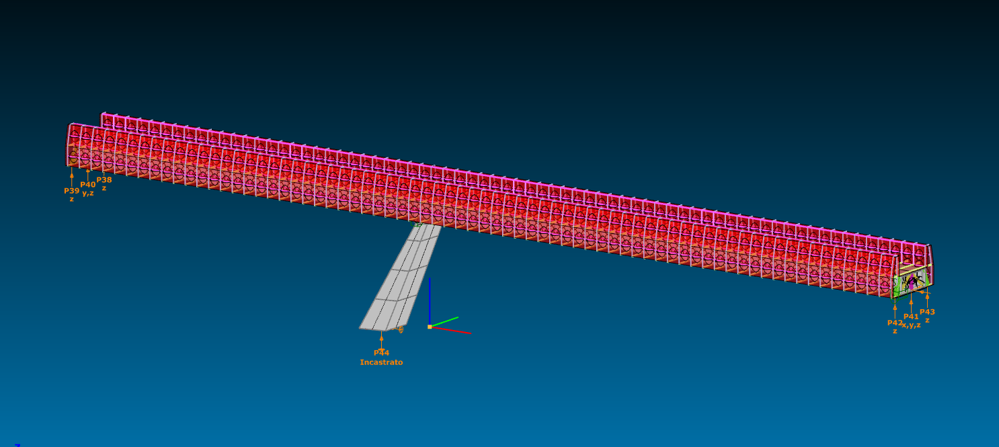 P39
z
P40
y,z
P38
z
P44
Incastrato
P42
z
P41
x,y,z
P43
z
z